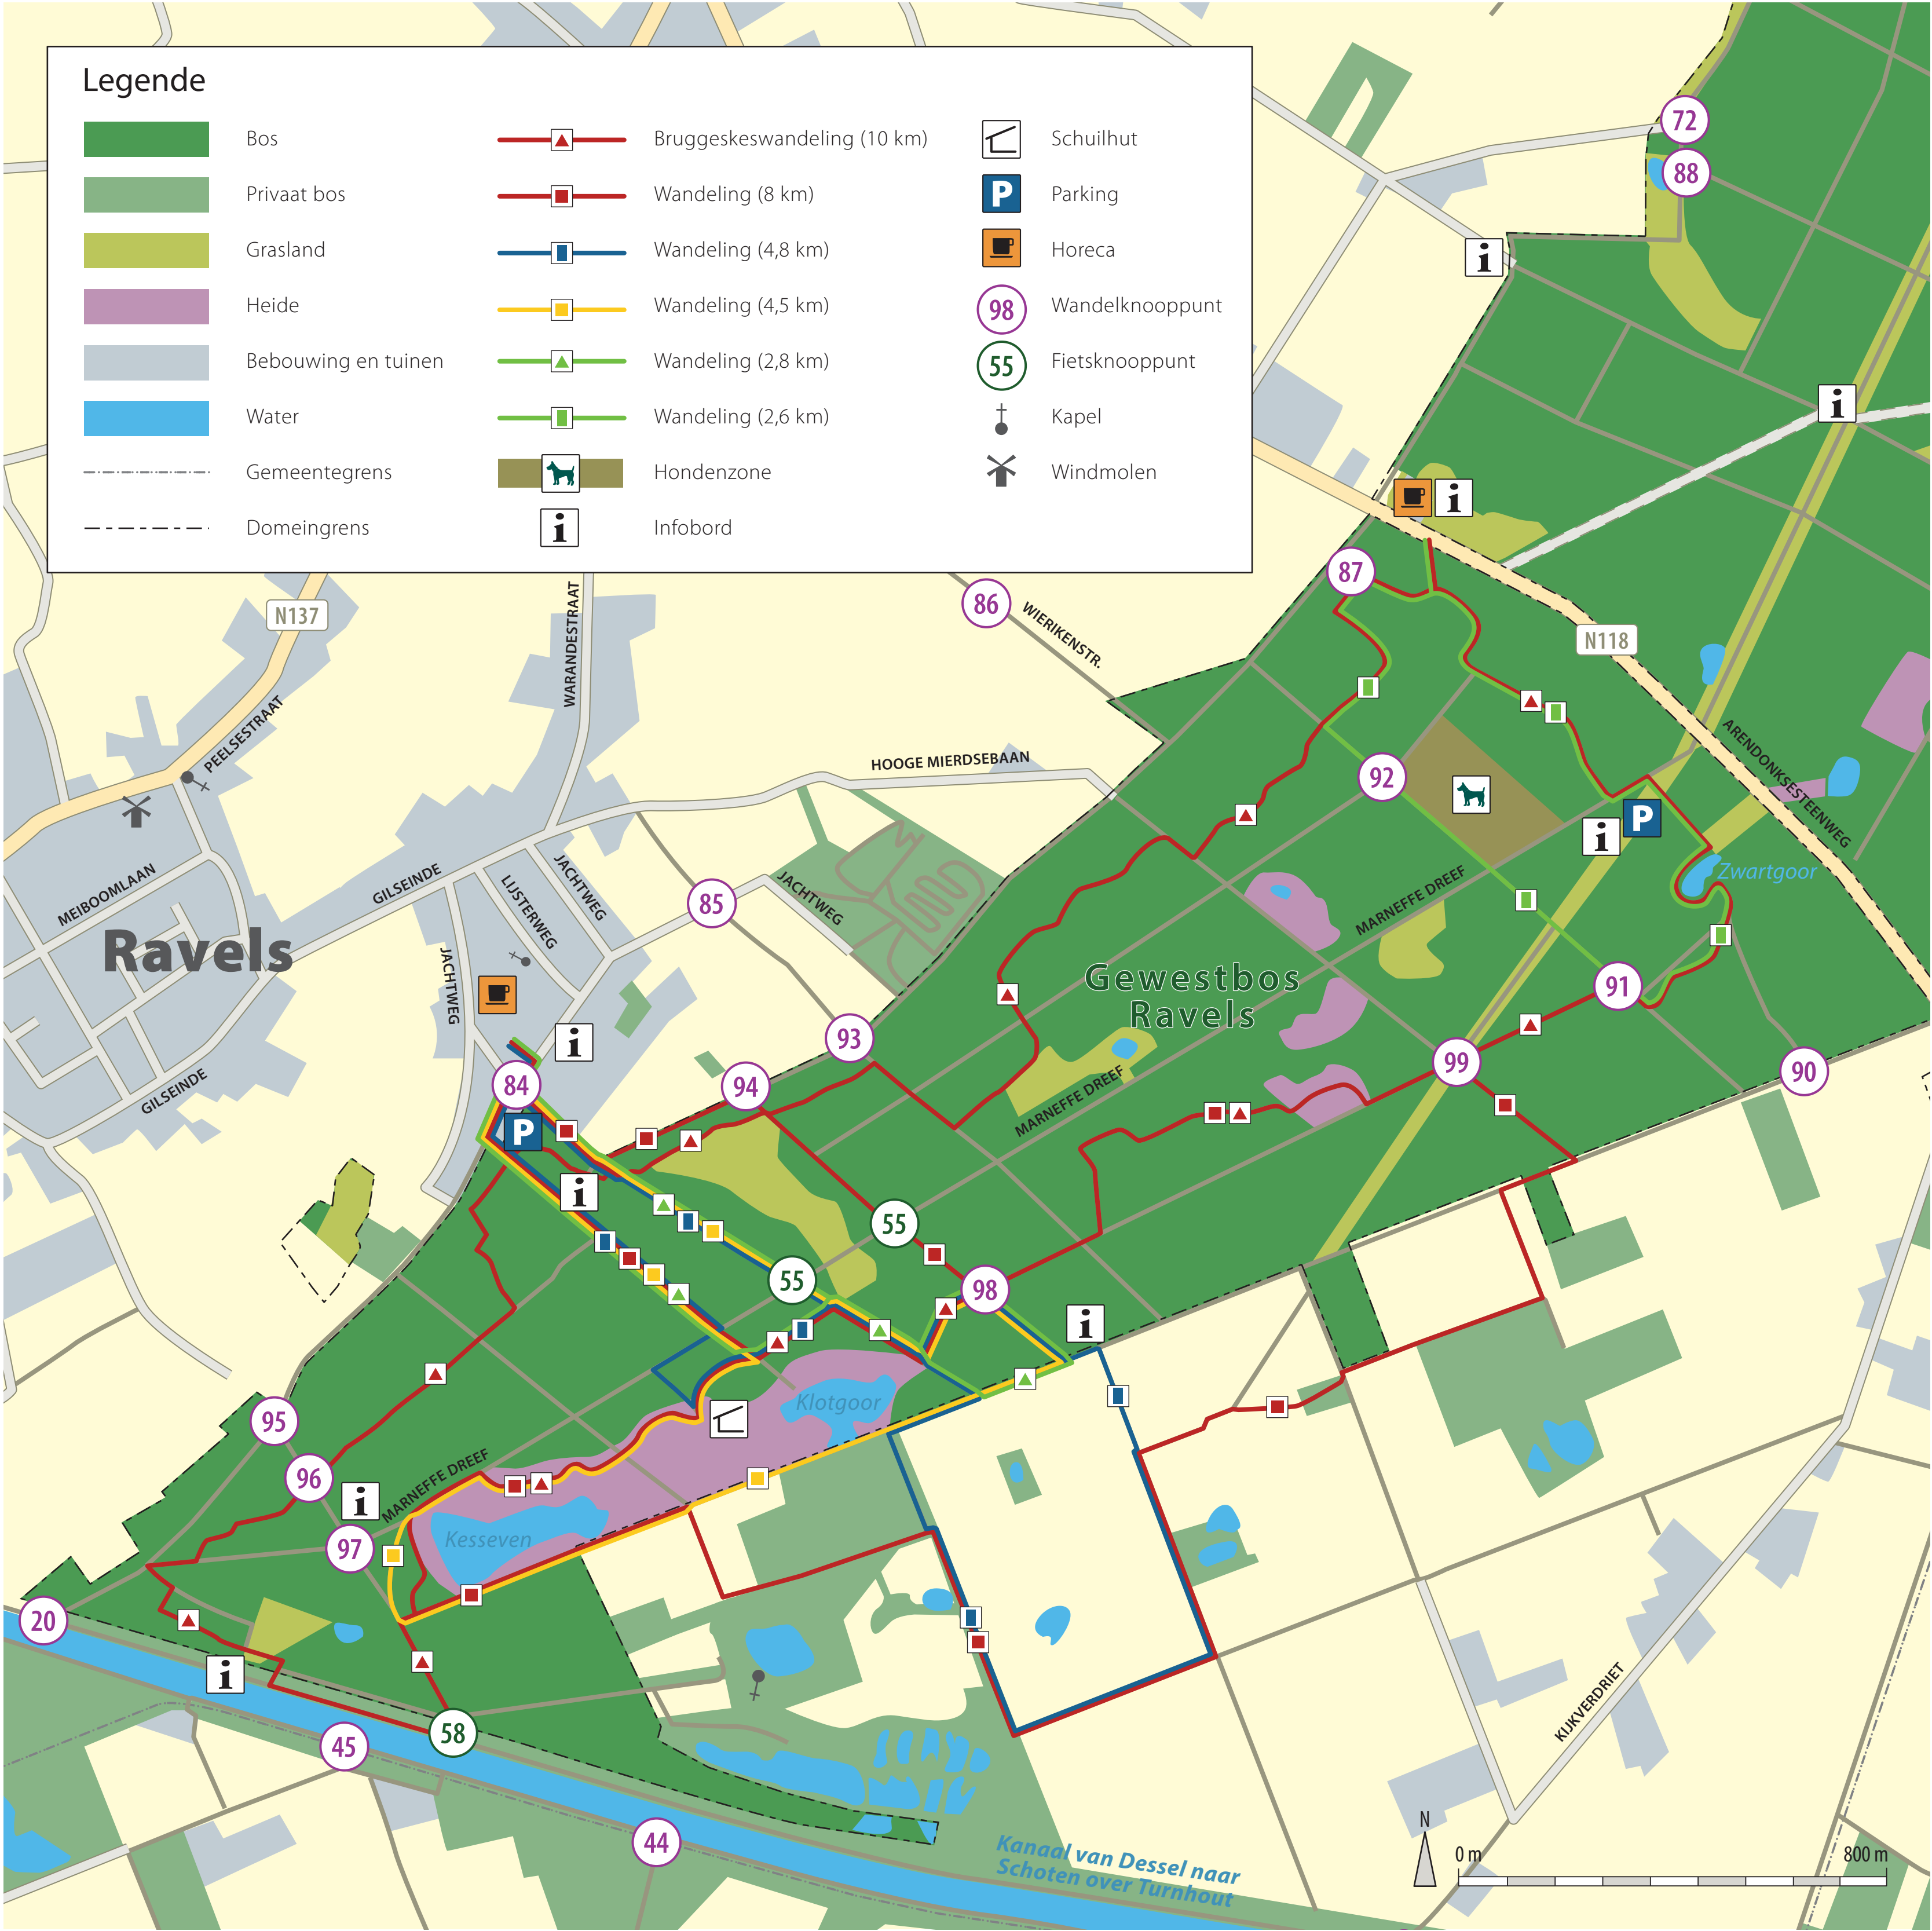 Legende
Bos
Privaat bos
Grasland
Heide
Bebouwing en tuinen
Water
Gemeentegrens
Domeingrens
Bruggeskeswandeling (10 km)
Wandeling (8 km)
Wandeling (4,8 km)
Wandeling (4,5 km)
Wandeling (2,8 km)
Wandeling (2,6 km)
Hondenzone
i Infobord
Schuilhut
P Parking
Horeca
98 Wandelknooppunt
55 Fietsknooppunt
Kapel
Windmolen
72
88
i
i
i
87
86
WIERIKENSTR.
N137
N118
WARANDESTRAAT
PEELSESTRAAT
HOOGE MIERDSEBAAN
ARENDONKSESTEENWEG
92
P
i
Zwartgoor
MEIBOOMLAAN
GILSEINDE
LIJSTERWEG
JACHTWEG
JACHTWEG
JACHTWEG
85
MARNEFFE DREEF
Ravels
Gewestbos
Ravels
91
i
93
99
90
84
94
MARNEFFE DREEF
GILSEINDE
P
i
55
55
98
i
Klotgoor
95
96
MARNEFFE DREEF
i
97
Kesseven
20
i
58
45
44
KIJKVERDRIET
Kanaal van Dessel naar
Schoten over Turnhout
N
0 m
800 m